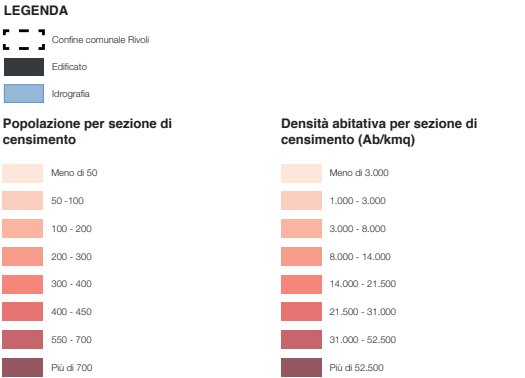 LEGENDA
Confine comunale Rivoli
Edificato
Idrografia
Popolazione per sezione di
censimento
Meno di 50
50 -100
100 - 200
200 - 300
300 - 400
400 - 450
550 - 700
Più di 700
Densità abitativa per sezione di
censimento (Ab/kmq)
Meno di 3.000
1.000 - 3.000
3.000 - 8.000
8.000 - 14.000
14.000 - 21.500
21.500 - 31.000
31.000 - 52.500
Più di 52.500